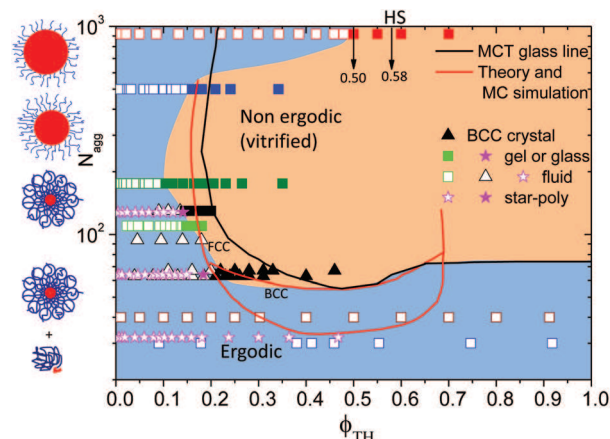 HS
10³
MCT glass line
Theory and
MC simulation
0.50
0.58
Non ergodic
(vitrified)
BCC crystal
gel or glass
fluid
star-poly
N_agg
10²
FCC
BCC
+
Ergodic
0.0 0.1 0.2 0.3 0.4 0.5 0.6 0.7 0.8 0.9 1.0
ϕ_TH